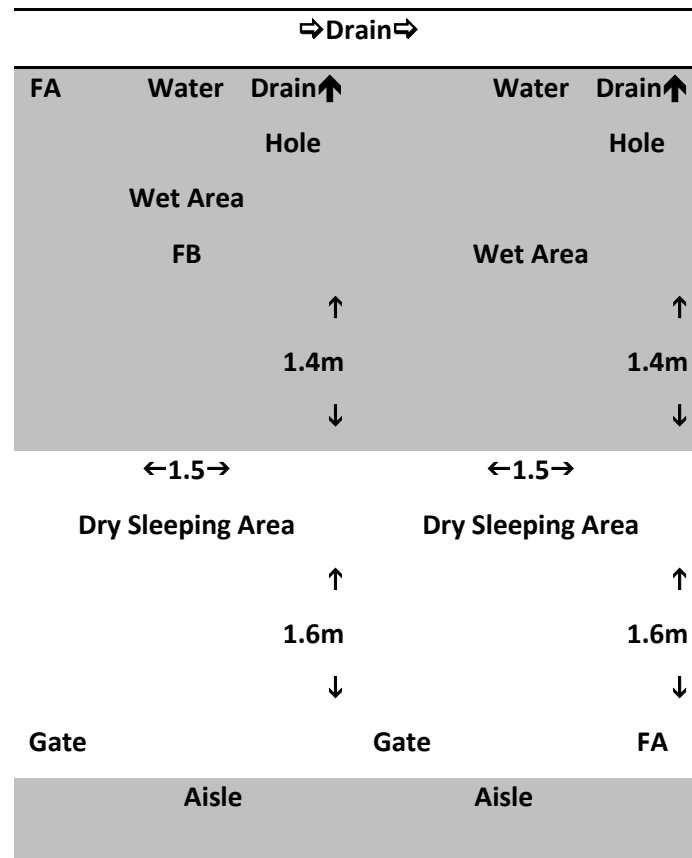 ⇨Drain⇨
FA Water Drain↑ Water Drain↑
Hole Hole
Wet Area
FB Wet Area
↑ ↑
1.4m 1.4m
↓ ↓
←1.5→ ←1.5→
Dry Sleeping Area Dry Sleeping Area
↑ ↑
1.6m 1.6m
↓ ↓
Gate Gate FA
Aisle Aisle